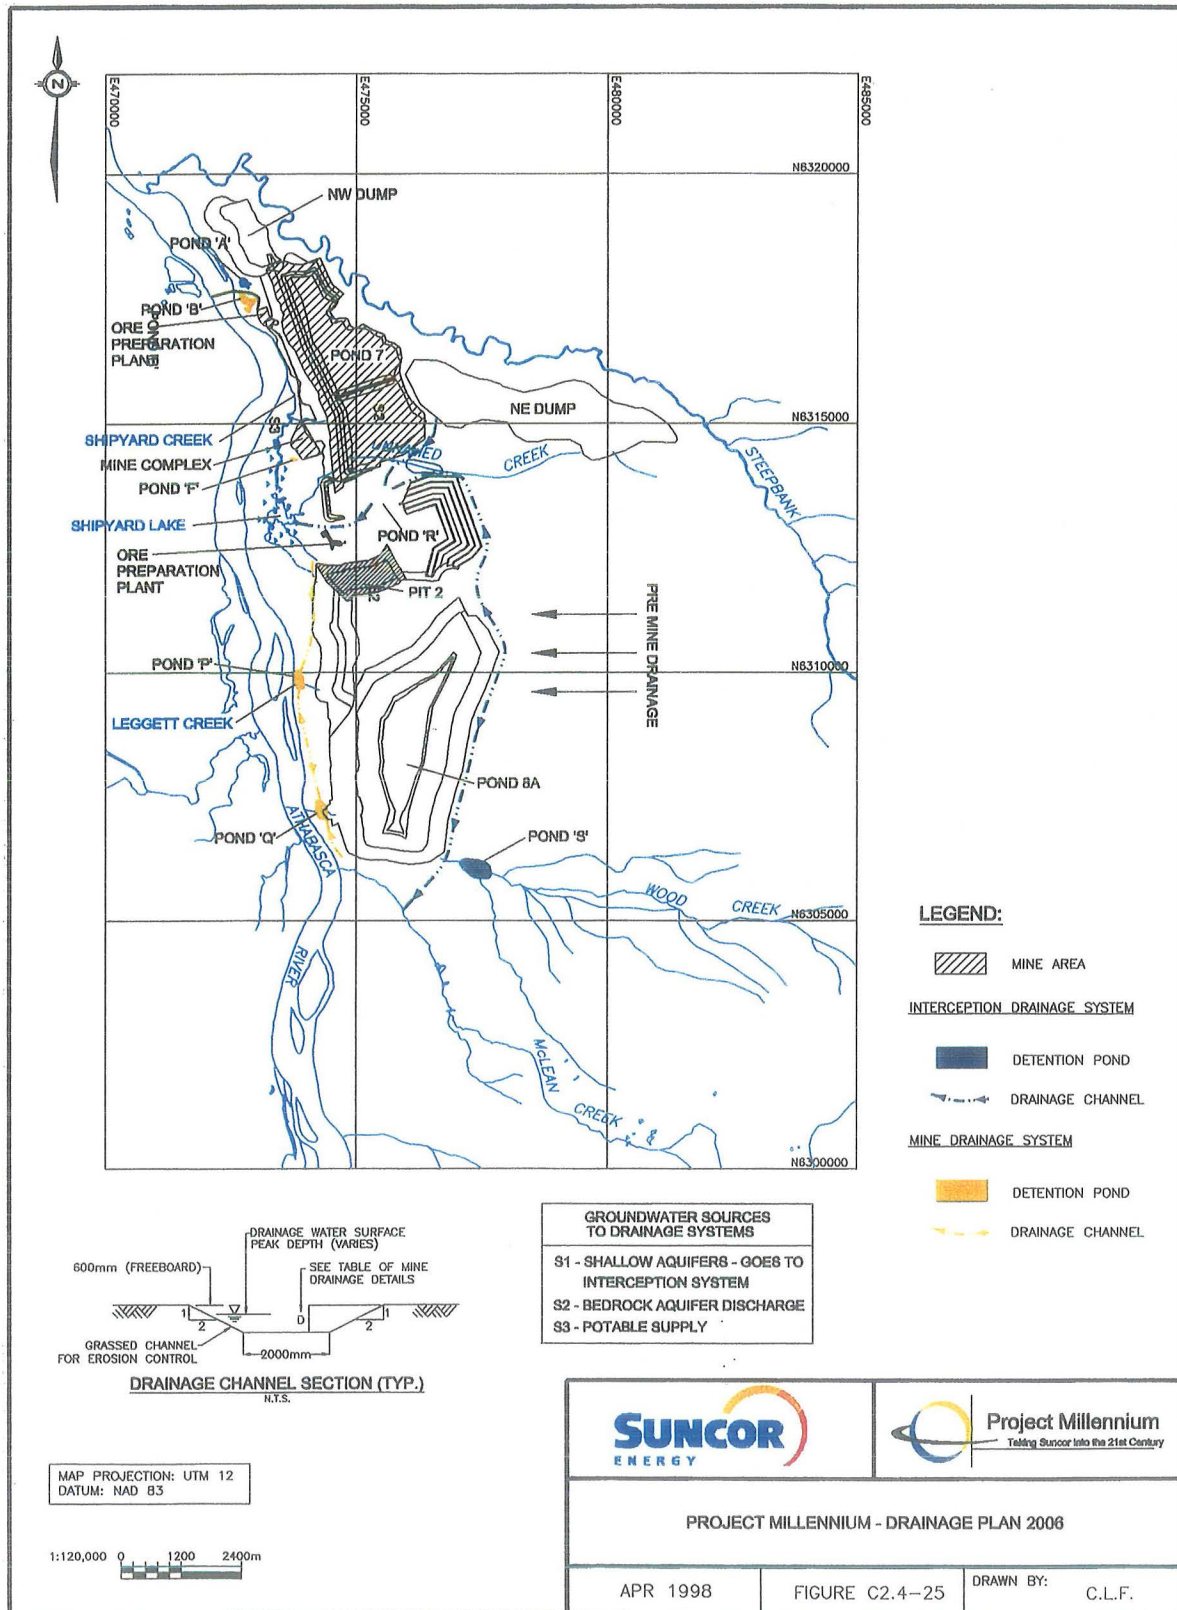 N
E470000
E475000
E480000
E485000
N6320000
NW DUMP
POND 'A'
POND 'B'
ORE
PREPARATION
PLANT
POND 7
NE DUMP
N6315000
S3
S2
SHIPYARD CREEK
MINE COMPLEX
UNNAMED
CREEK
STEEPBANK
POND 'F'
SHIPYARD LAKE
POND 'R'
ORE
PREPARATION
PLANT
PIT 2
PRE MINE DRAINAGE
POND 'P'
N6310000
LEGGETT CREEK
POND 8A
POND 'Q'
ATHABASCA
RIVER
POND 'S'
WOOD
CREEK
N6305000
McLEAN
CREEK
N6300000
LEGEND:
MINE AREA
INTERCEPTION DRAINAGE SYSTEM
DETENTION POND
DRAINAGE CHANNEL
MINE DRAINAGE SYSTEM
DETENTION POND
DRAINAGE CHANNEL
GROUNDWATER SOURCES
TO DRAINAGE SYSTEMS
S1 - SHALLOW AQUIFERS - GOES TO
INTERCEPTION SYSTEM
S2 - BEDROCK AQUIFER DISCHARGE
S3 - POTABLE SUPPLY
DRAINAGE WATER SURFACE
PEAK DEPTH (VARIES)
600mm (FREEBOARD)
SEE TABLE OF MINE
DRAINAGE DETAILS
1
2
D
1
2
GRASSED CHANNEL
FOR EROSION CONTROL
2000mm
DRAINAGE CHANNEL SECTION (TYP.)
N.T.S.
MAP PROJECTION: UTM 12
DATUM: NAD 83
1:120,000 0 1200 2400m
SUNCOR
ENERGY
Project Millennium
Taking Suncor Into the 21st Century
PROJECT MILLENNIUM - DRAINAGE PLAN 2006
APR 1998
FIGURE C2.4-25
DRAWN BY:
C.L.F.